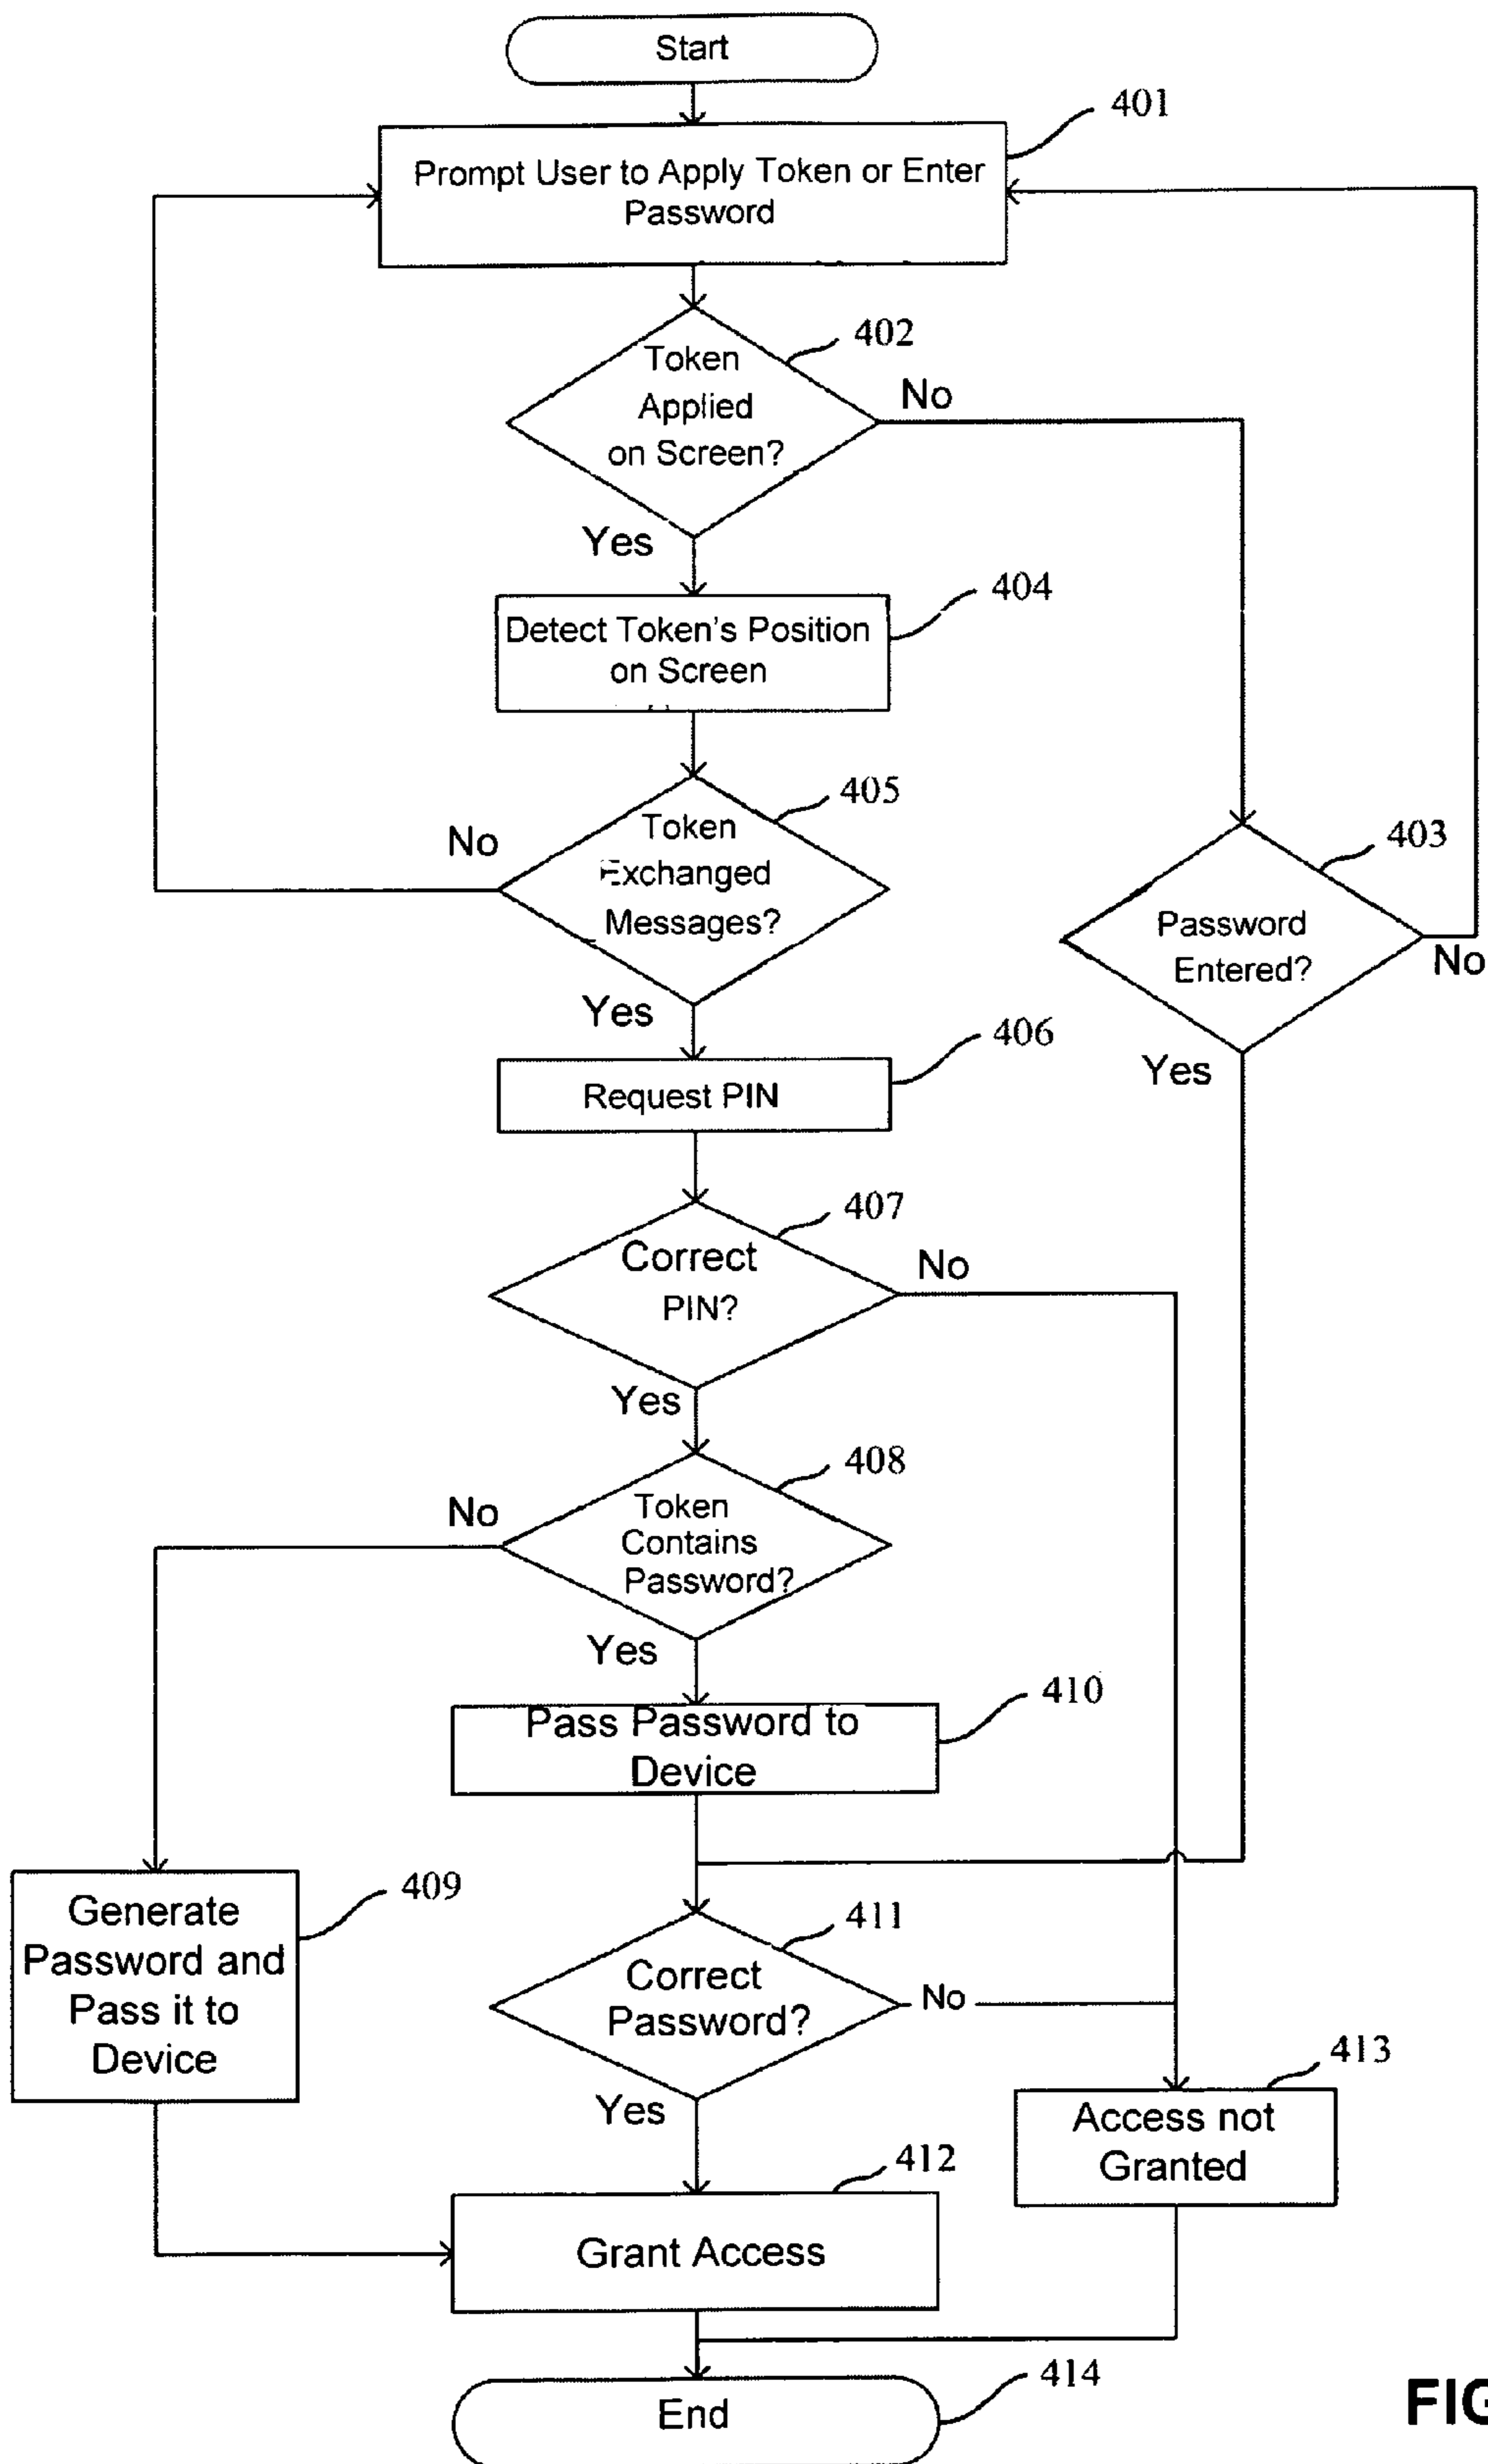 Start
401
Prompt User to Apply Token or Enter
Password
402
Token
Applied
on Screen?
No
Yes
404
Detect Token's Position
on Screen
405
No
Token
Exchanged
Messages?
403
Password
Entered?
No
Yes
Yes
406
Request PIN
407
Correct
PIN?
No
Yes
408
No
Token
Contains
Password?
Yes
410
Pass Password to
Device
409
Generate
Password and
Pass it to
Device
411
Correct
Password?
No
Yes
413
Access not
Granted
412
Grant Access
414
End
FIG